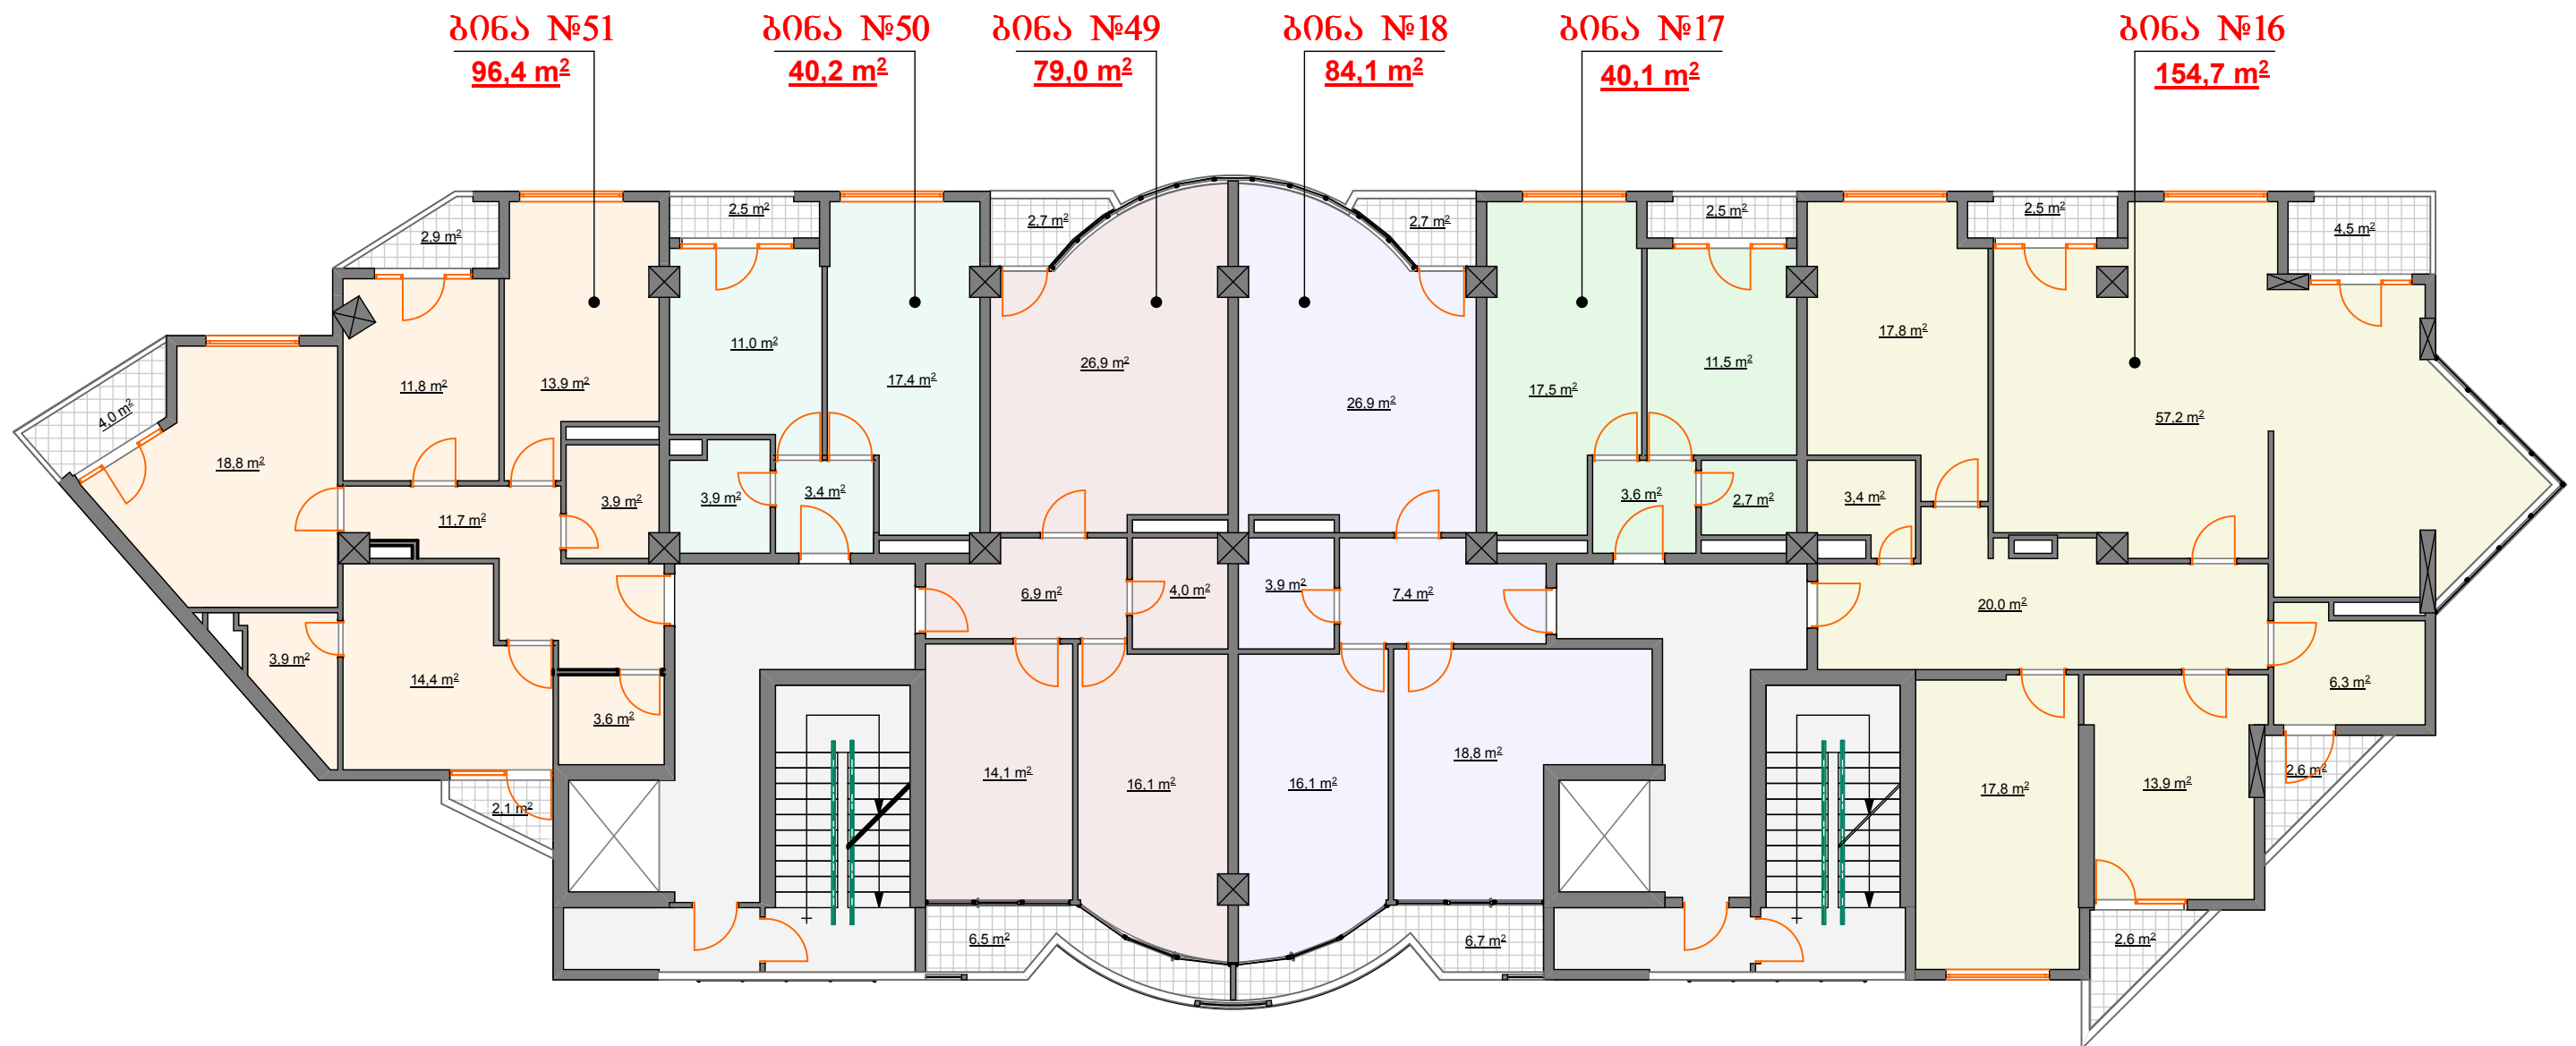 ბინა №51
96,4 m²
ბინა №50
40,2 m²
ბინა №49
79,0 m²
ბინა №18
84,1 m²
ბინა №17
40,1 m²
ბინა №16
154,7 m²
2,9 m²
2,5 m²
2,7 m²
2,7 m²
2,5 m²
2,5 m²
4,5 m²
4,0 m²
11,8 m²
13,9 m²
11,0 m²
17,4 m²
26,9 m²
26,9 m²
17,5 m²
11,5 m²
17,8 m²
57,2 m²
18,8 m²
11,7 m²
3,9 m²
3,9 m²
3,4 m²
3,6 m²
2,7 m²
3,4 m²
6,9 m²
4,0 m²
3,9 m²
7,4 m²
20,0 m²
3,9 m²
14,4 m²
3,6 m²
6,3 m²
2,1 m²
14,1 m²
16,1 m²
16,1 m²
18,8 m²
17,8 m²
13,9 m²
2,6 m²
6,5 m²
6,7 m²
2,6 m²